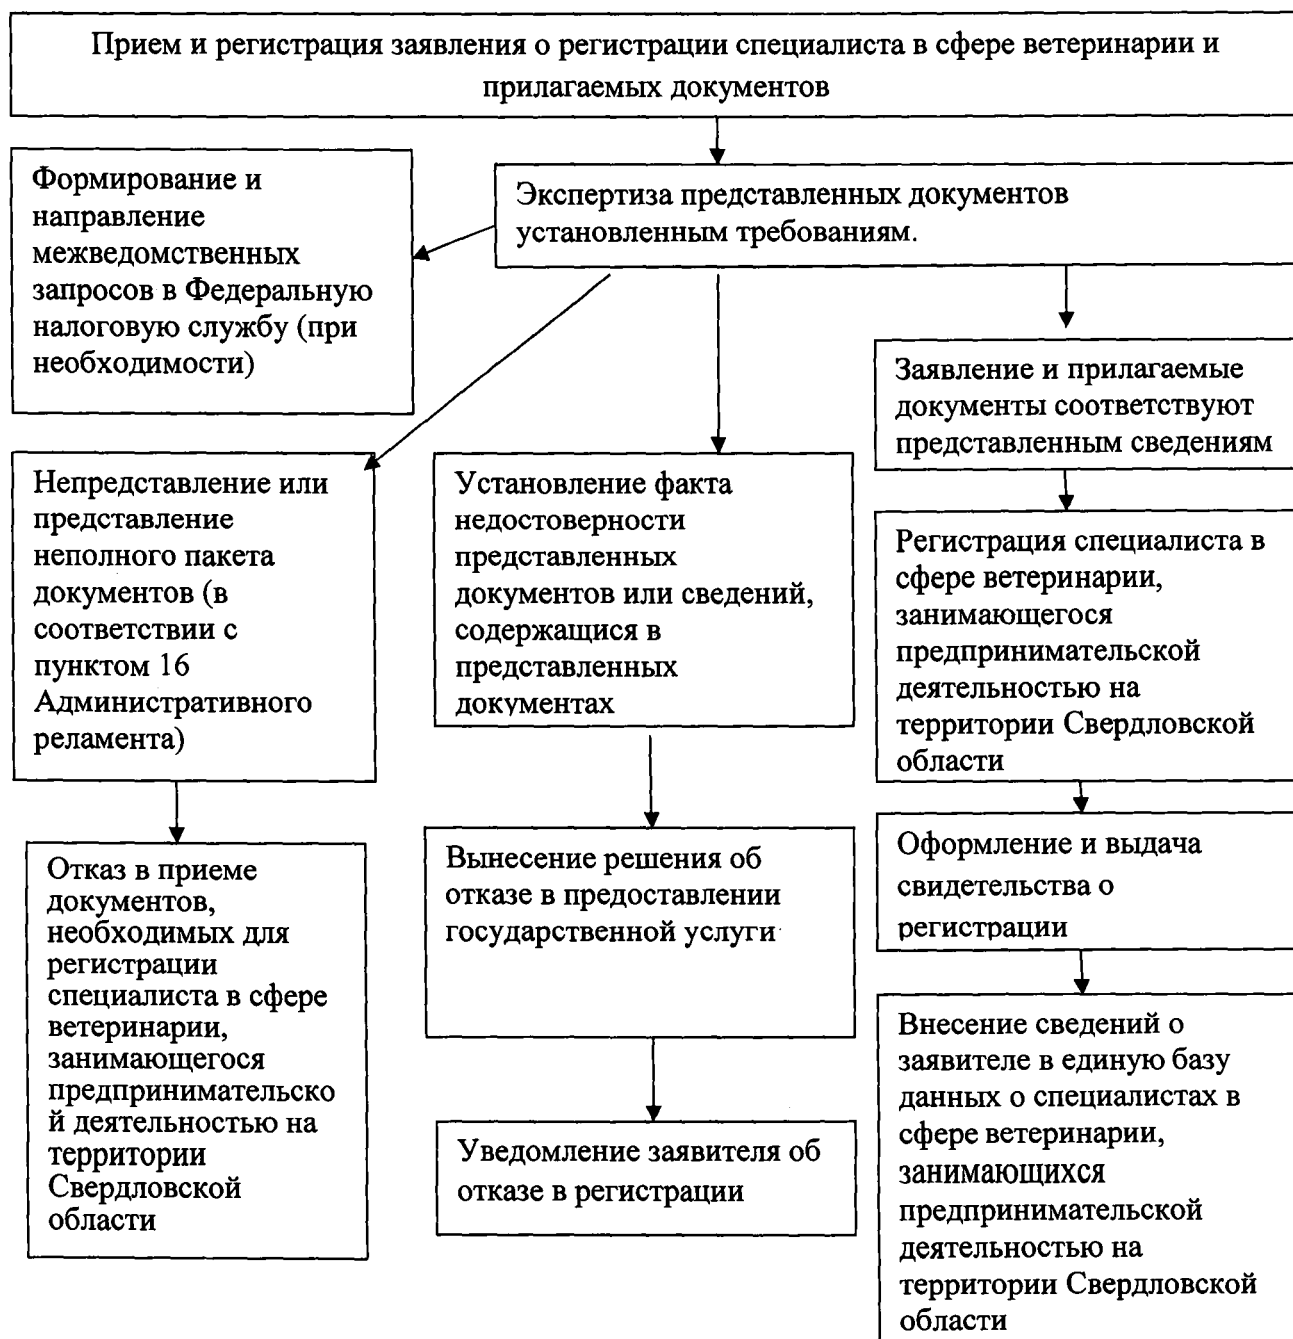 Прием и регистрация заявления о регистрации специалиста в сфере ветеринарии и
прилагаемых документов
Формирование и
направление
межведомственных
запросов в Федеральную
налоговую службу (при
необходимости)
Экспертиза представленных документов
установленным требованиям.
Заявление и прилагаемые
документы соответствуют
представленным сведениям
Непредставление или
представление
неполного пакета
документов (в
соответствии с
пунктом 16
Административного
реламента)
Установление факта
недостоверности
представленных
документов или сведений,
содержащися в
представленных
документах
Регистрация специалиста в
сфере ветеринарии,
занимающегося
предпринимательской
деятельностью на
территории Свердловской
области
Отказ в приеме
документов,
необходимых для
регистрации
специалиста в сфере
ветеринарии,
занимающегося
предпринимательско
й деятельностью на
территории
Свердловской
области
Вынесение решения об
отказе в предоставлении
государственной услуги
Оформление и выдача
свидетельства о
регистрации
Уведомление заявителя об
отказе в регистрации
Внесение сведений о
заявителе в единую базу
данных о специалистах в
сфере ветеринарии,
занимающихся
предпринимательской
деятельностью на
территории Свердловской
области